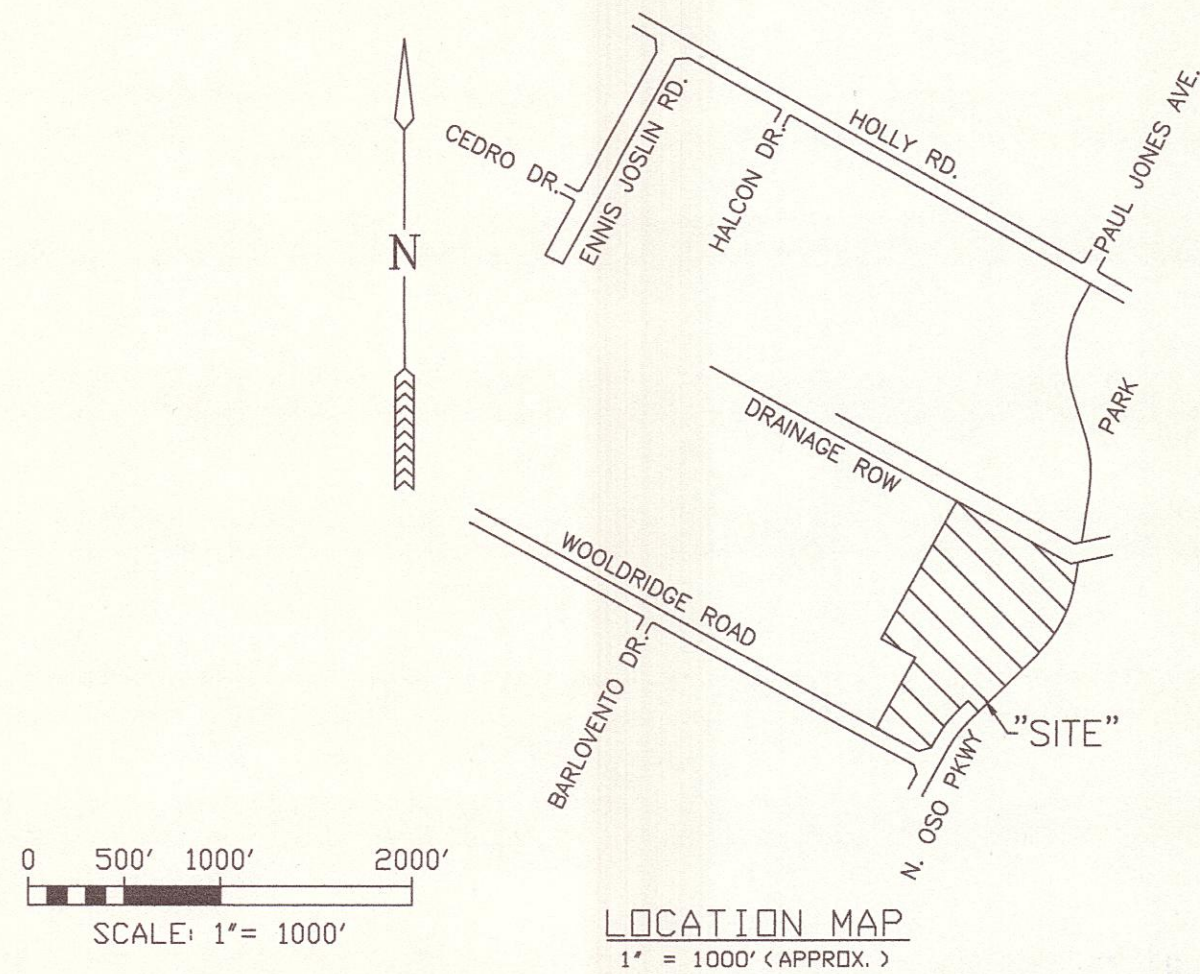 HOLLY RD.
PAUL JONES AVE.
ENNIS JOSLIN RD.
CEDRO DR.
HALCON DR.
N
PARK
DRAINAGE ROW
WOOLDRIDGE ROAD
BARLOVENTO DR.
"SITE"
N. OSO PKWY
0 500' 1000' 2000'
SCALE: 1"= 1000'
LOCATION MAP
1" = 1000' (APPROX.)